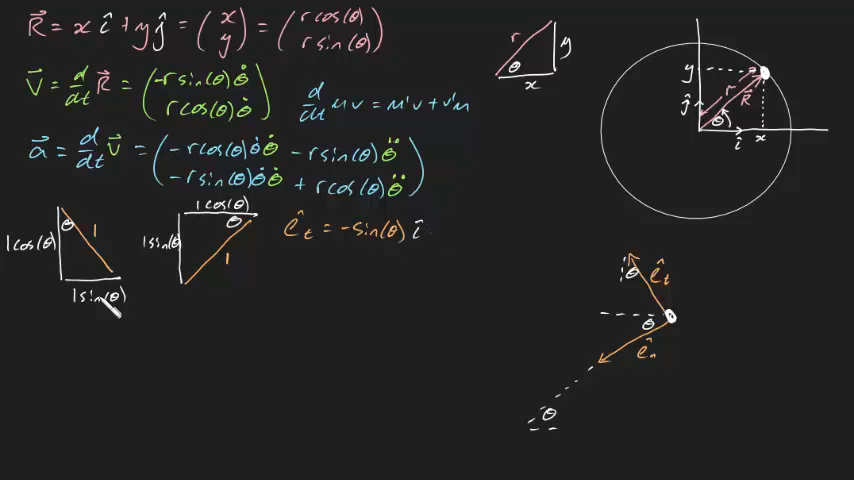 R⃗ = x î + y ĵ = (x y) = (r cos(θ) r sin(θ))
V⃗ = d/dt R⃗ = (-r sin(θ) θ̇ r cos(θ) θ̇)
d/dt uv = u'v + v'u
a⃗ = d/dt V⃗ = (-r cos(θ) θ̇ θ̇ - r sin(θ) θ̈ -r sin(θ) θ̇ θ̇ + r cos(θ) θ̈)
1cos(θ) θ 1 1sin(θ)
1cos(θ) θ 1sin(θ) 1
ê_t = -sin(θ) î
r y θ x
y r R⃗ ĵ θ î x
θ ê_t
θ ê_n
θ